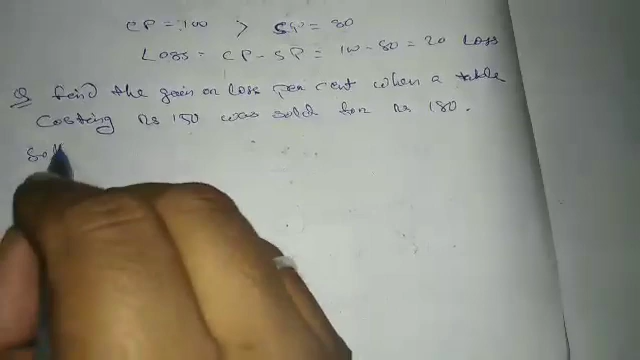 CP = 100 > SP = 80
Loss = CP - SP = 100 - 80 = 20 Loss
Q Find the gain or loss per cent when a table
costing Rs 150 was sold for Rs 180.
Sol